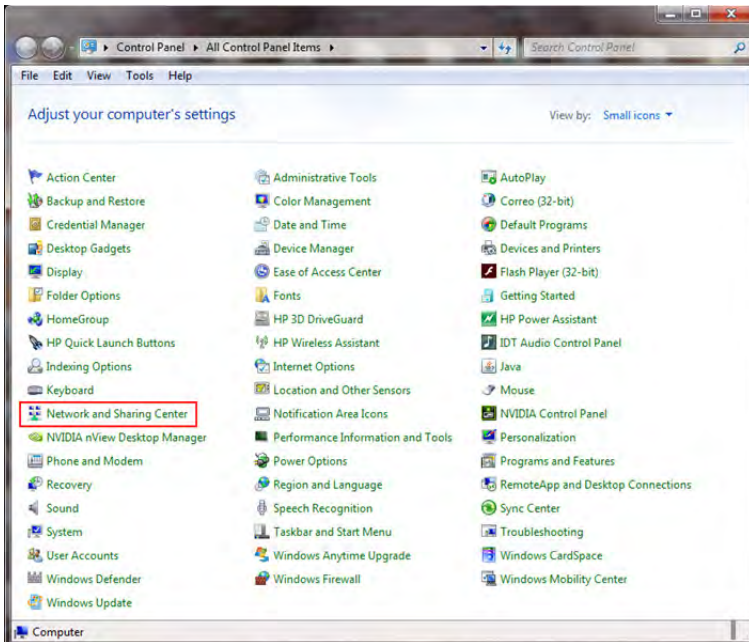 Control Panel ▸ All Control Panel Items ▸ Search Control Panel
File Edit View Tools Help
Adjust your computer's settings View by: Small icons
Action Center Administrative Tools AutoPlay
Backup and Restore Color Management Correo (32-bit)
Credential Manager Date and Time Default Programs
Desktop Gadgets Device Manager Devices and Printers
Display Ease of Access Center Flash Player (32-bit)
Folder Options Fonts Getting Started
HomeGroup HP 3D DriveGuard HP Power Assistant
HP Quick Launch Buttons HP Wireless Assistant IDT Audio Control Panel
Indexing Options Internet Options Java
Keyboard Location and Other Sensors Mouse
Network and Sharing Center Notification Area Icons NVIDIA Control Panel
NVIDIA nView Desktop Manager Performance Information and Tools Personalization
Phone and Modem Power Options Programs and Features
Recovery Region and Language RemoteApp and Desktop Connections
Sound Speech Recognition Sync Center
System Taskbar and Start Menu Troubleshooting
User Accounts Windows Anytime Upgrade Windows CardSpace
Windows Defender Windows Firewall Windows Mobility Center
Windows Update
Computer